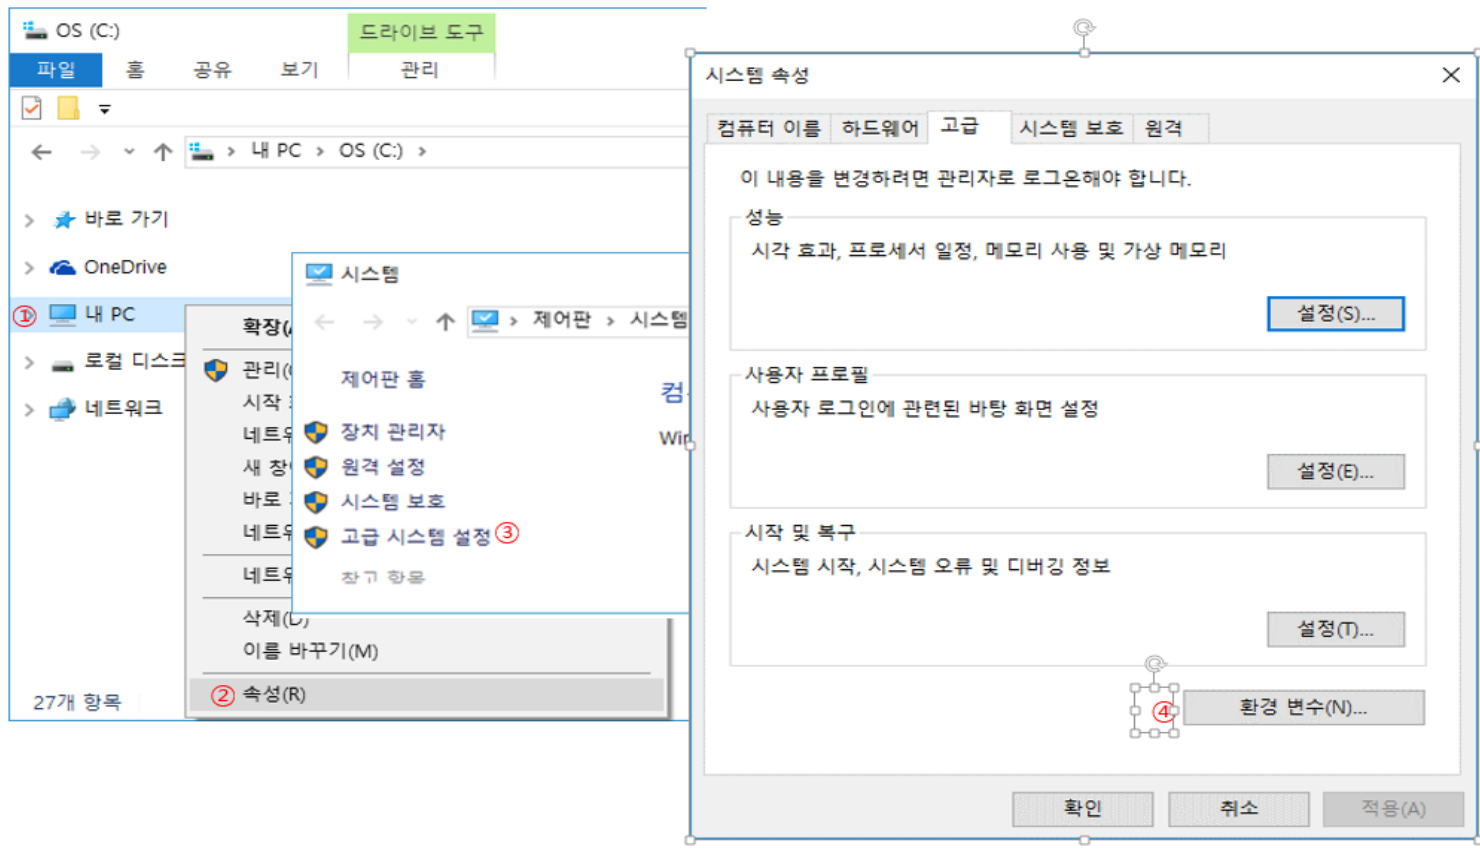 OS (C:)
드라이브 도구
파일 홈 공유 보기 관리
내 PC > OS (C:) >
바로 가기
OneDrive
① 내 PC
로컬 디스크
네트워크
27개 항목
확장(
관리(
시작
네트워
새 창
바로
네트워
네트워
삭제(D)
이름 바꾸기(M)
② 속성(R)
시스템
제어판 > 시스템
제어판 홈
장치 관리자
원격 설정
시스템 보호
고급 시스템 설정 ③
참고 항목
컴
Win
시스템 속성
컴퓨터 이름 하드웨어 고급 시스템 보호 원격
이 내용을 변경하려면 관리자로 로그온해야 합니다.
성능
시각 효과, 프로세서 일정, 메모리 사용 및 가상 메모리
설정(S)...
사용자 프로필
사용자 로그인에 관련된 바탕 화면 설정
설정(E)...
시작 및 복구
시스템 시작, 시스템 오류 및 디버깅 정보
설정(T)...
④ 환경 변수(N)...
확인 취소 적용(A)